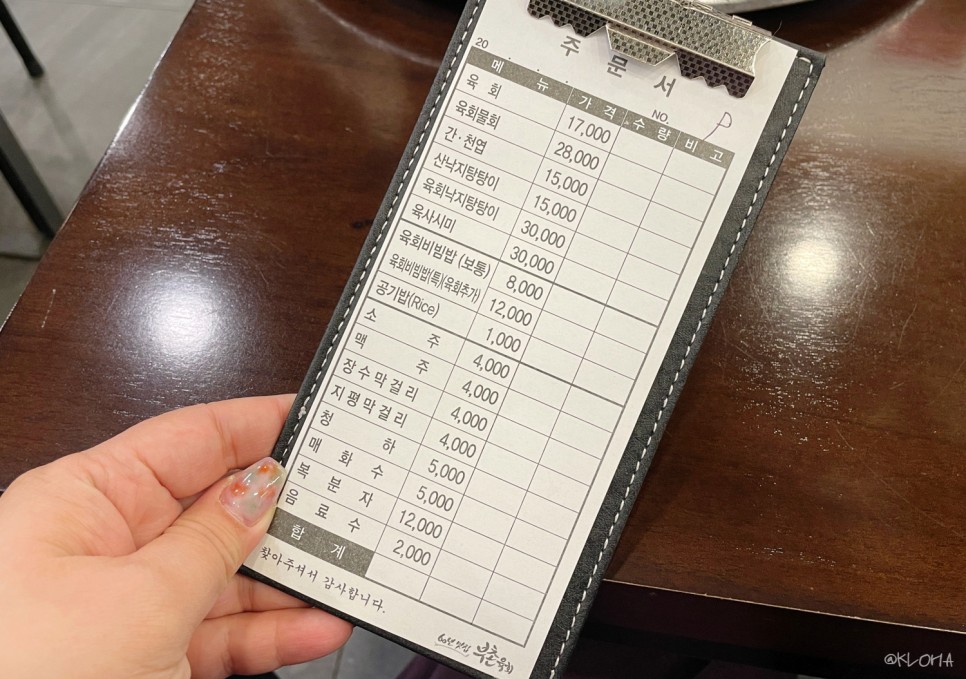 주문서
20 . . . NO.
메뉴 가격 수량 비고
육회 17,000
육회물회 28,000
간·천엽 15,000
산낙지탕탕이 15,000
육회낙지탕탕이 30,000
육사시미 30,000
육회비빔밥 (보통) 8,000
육회비빔밥(특)(육회추가) 12,000
공기밥(Rice) 1,000
소주 4,000
맥주 4,000
장수막걸리 4,000
지평막걸리 4,000
청하 5,000
매화수 5,000
복분자 12,000
음료수 2,000
합계
찾아주셔서 감사합니다.
부촌육회
@KLOHA